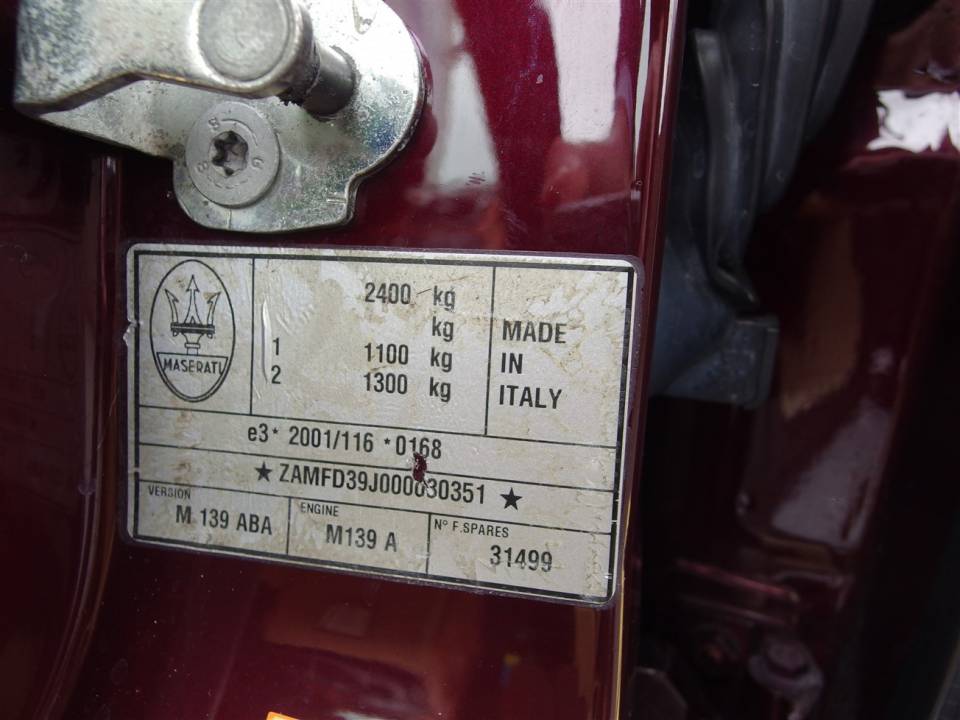 MASERATI
2400 kg
kg
1 1100 kg
2 1300 kg
MADE
IN
ITALY
e3* 2001/116 *0168
★ ZAMFD39J000030351 ★
VERSION
M 139 ABA
ENGINE
M139 A
N° F.SPARES
31499